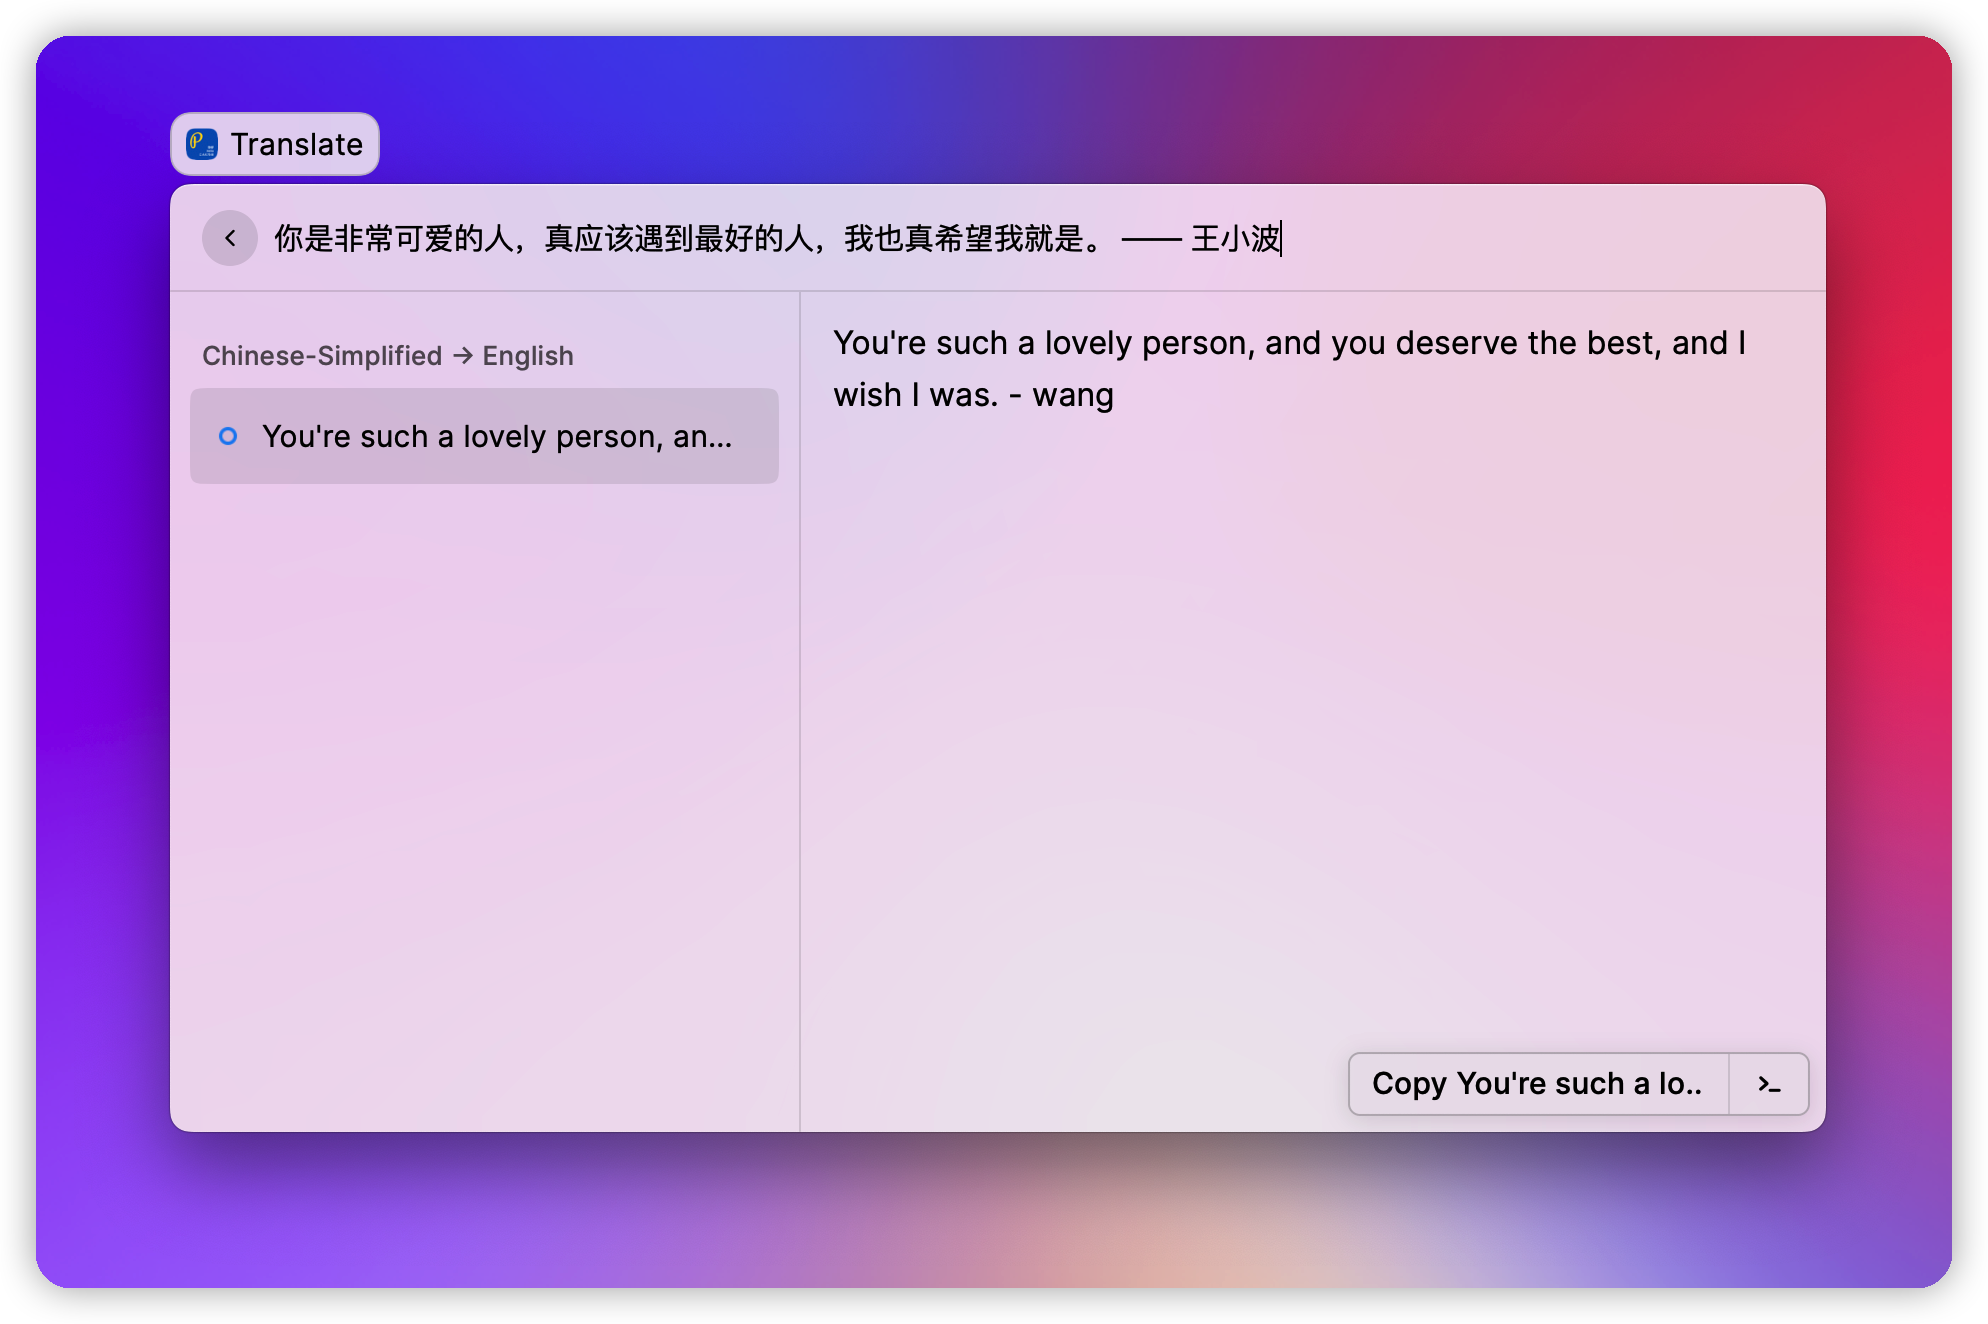 Translate
你是非常可爱的人，真应该遇到最好的人，我也真希望我就是。 —— 王小波
Chinese-Simplified → English
You're such a lovely person, an...
You're such a lovely person, and you deserve the best, and I
wish I was. - wang
Copy You're such a lo..